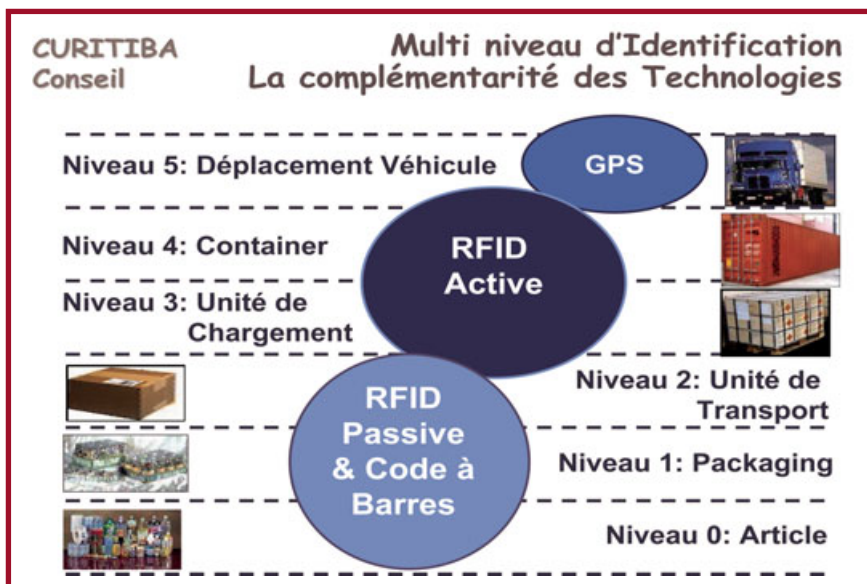 CURITIBA
Conseil
Multi niveau d'Identification
La complémentarité des Technologies
Niveau 5: Déplacement Véhicule
GPS
Niveau 4: Container
RFID
Active
Niveau 3: Unité de
Chargement
Niveau 2: Unité de
Transport
RFID
Passive
& Code à
Barres
Niveau 1: Packaging
Niveau 0: Article